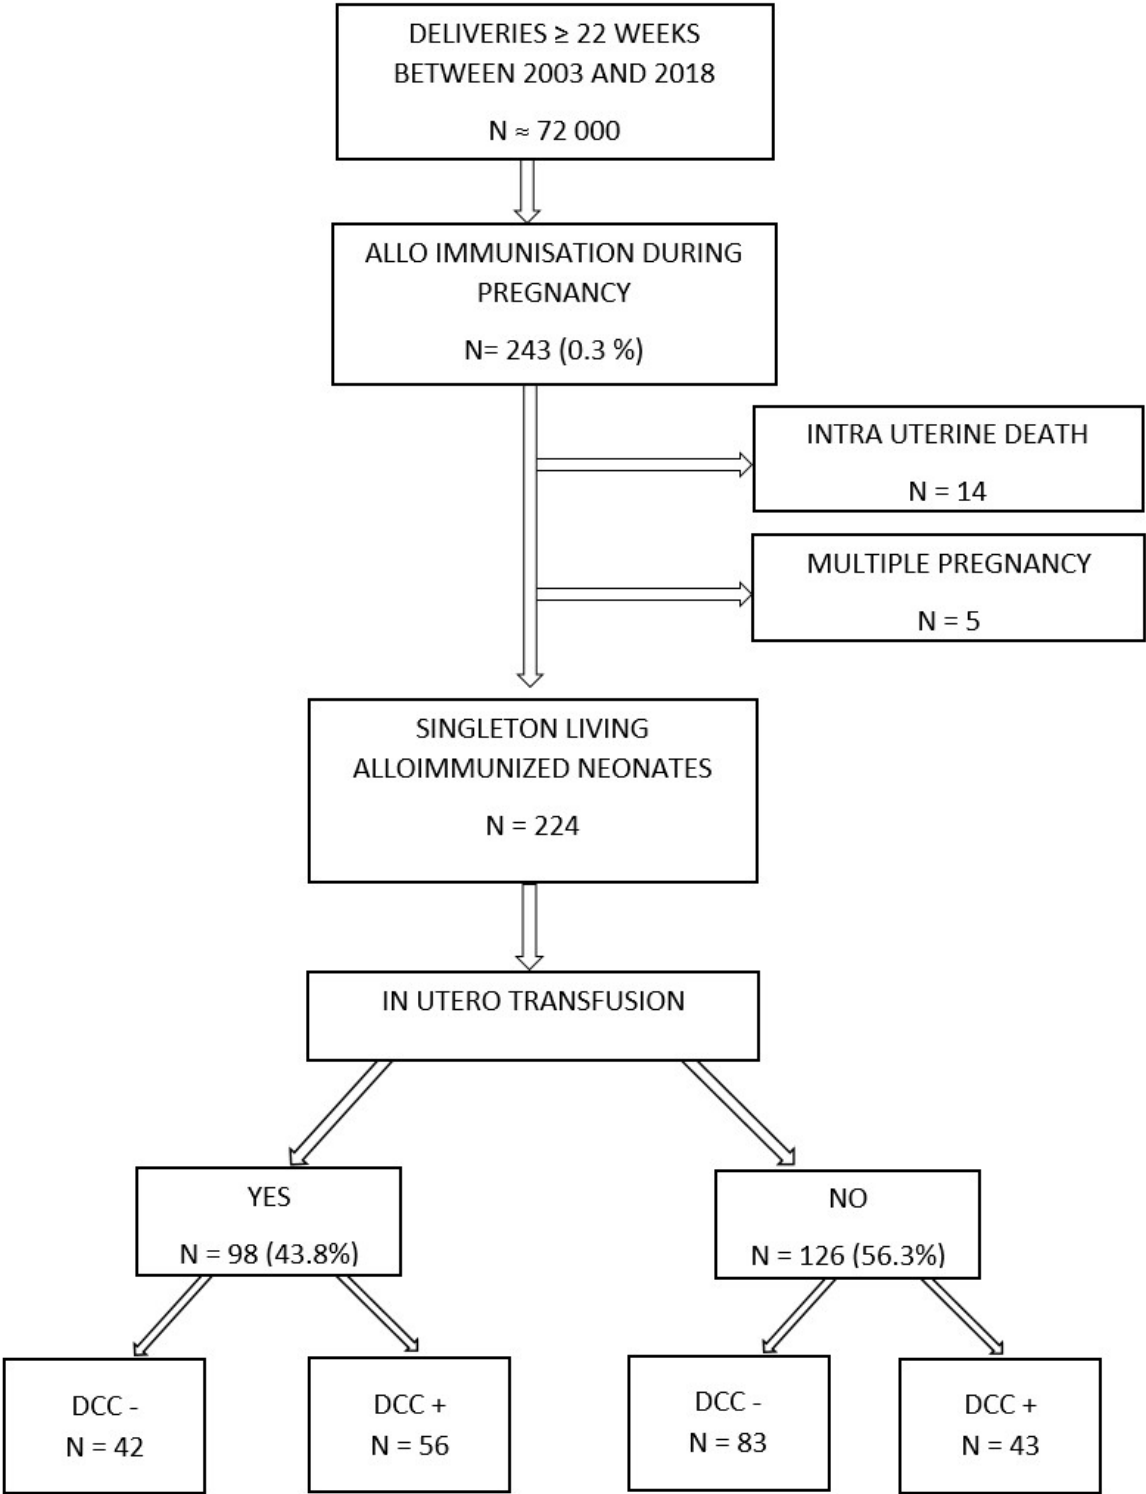 DELIVERIES ≥ 22 WEEKS
BETWEEN 2003 AND 2018
N ≈ 72 000
ALLO IMMUNISATION DURING
PREGNANCY
N= 243 (0.3 %)
INTRA UTERINE DEATH
N = 14
MULTIPLE PREGNANCY
N = 5
SINGLETON LIVING
ALLOIMMUNIZED NEONATES
N = 224
IN UTERO TRANSFUSION
YES
N = 98 (43.8%)
NO
N = 126 (56.3%)
DCC -
N = 42
DCC +
N = 56
DCC -
N = 83
DCC +
N = 43